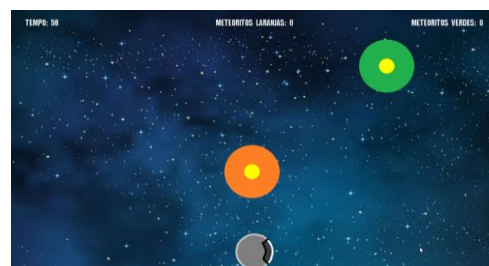 TEMPO: 58
METEORITOS LARANJAS: 0
METEORITOS VERDES: 0